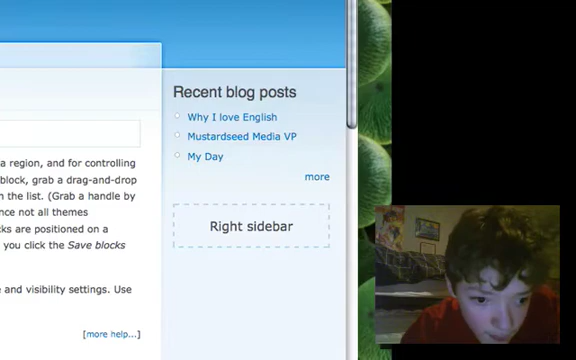 Recent blog posts
Why I love English
Mustardseed Media VP
My Day
more
Right sidebar
a region, and for controlling
block, grab a drag-and-drop
n the list. (Grab a handle by
nce not all themes
cks are positioned on a
you click the Save blocks
e and visibility settings. Use
[more help...]